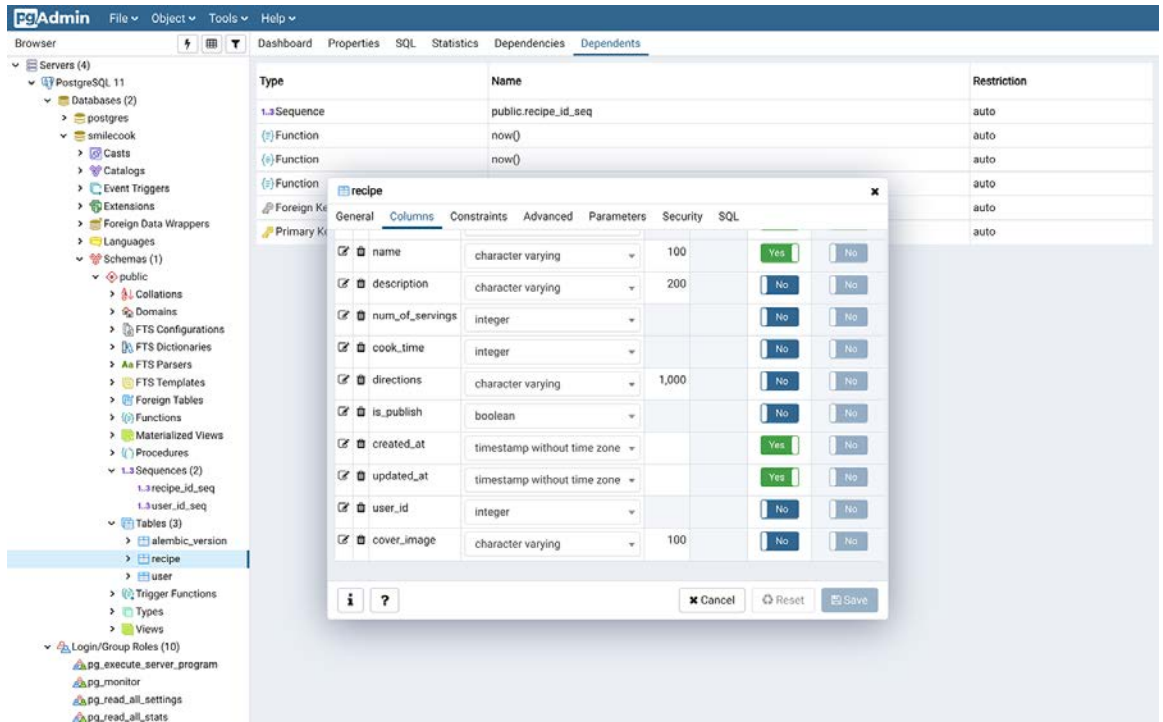 pgAdmin File Object Tools Help
Browser
Dashboard Properties SQL Statistics Dependencies Dependents
Servers (4)
PostgreSQL 11
Databases (2)
postgres
smilecook
Casts
Catalogs
Event Triggers
Extensions
Foreign Data Wrappers
Languages
Schemas (1)
public
Collations
Domains
FTS Configurations
FTS Dictionaries
FTS Parsers
FTS Templates
Foreign Tables
Functions
Materialized Views
Procedures
1..3 Sequences (2)
1..3 recipe_id_seq
1..3 user_id_seq
Tables (3)
alembic_version
recipe
user
Trigger Functions
Types
Views
Login/Group Roles (10)
pg_execute_server_program
pg_monitor
pg_read_all_settings
pg_read_all_stats
Type Name Restriction
1..3 Sequence public.recipe_id_seq auto
Function now() auto
Function now() auto
Function auto
Foreign Ke auto
Primary Ke auto
recipe
General Columns Constraints Advanced Parameters Security SQL
name character varying 100 Yes No
description character varying 200 No No
num_of_servings integer No No
cook_time integer No No
directions character varying 1,000 No No
is_publish boolean No No
created_at timestamp without time zone Yes No
updated_at timestamp without time zone Yes No
user_id integer No No
cover_image character varying 100 No No
i ? Cancel Reset Save